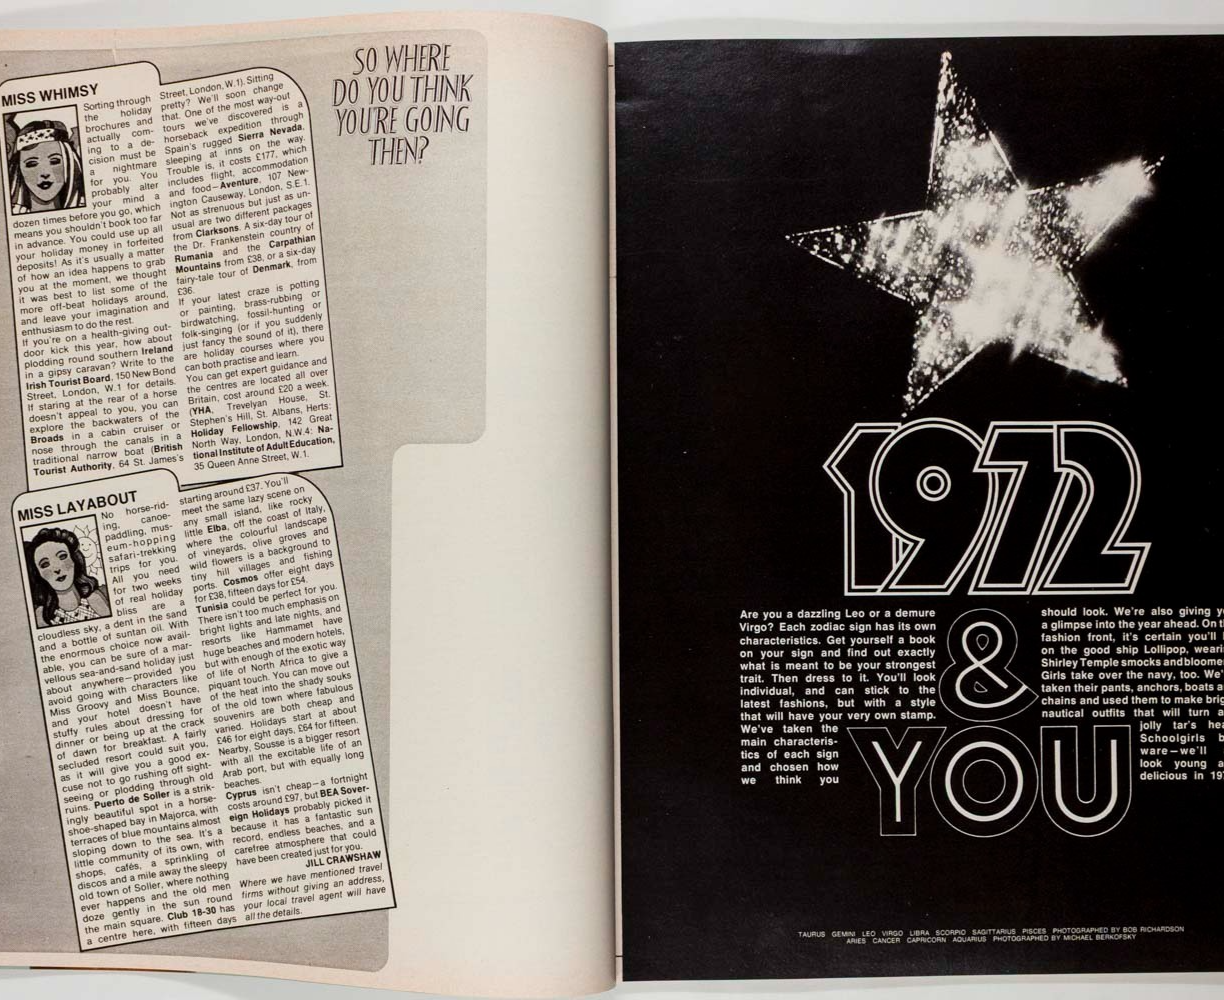 SO WHERE
DO YOU THINK
YOU'RE GOING
THEN?
MISS WHIMSY
Sorting through
the holiday
brochures and
actually com-
ing to a de-
cision must be
a nightmare
for you. You
probably alter
your mind a
dozen times before you go, which
means you shouldn't book too far
in advance. You could use up all
your holiday money in forfeited
deposits! As it's usually a matter
of how an idea happens to grab
you at the moment, we thought
it was best to list some of the
more off-beat holidays around,
and leave your imagination and
enthusiasm to do the rest.
If you're on a health-giving out-
door kick this year, how about
plodding round southern Ireland
in a gipsy caravan? Write to the
Irish Tourist Board, 150 New Bond
Street, London, W.1 for details.
If staring at the rear of a horse
doesn't appeal to you, you can
explore the backwaters of the
Broads in a cabin cruiser or
nose through the canals in a
traditional narrow boat (British
Tourist Authority, 64 St. James's
Street, London, W.1). Sitting
pretty? We'll soon change
that. One of the most way-out
tours we've discovered is a
horseback expedition through
Spain's rugged Sierra Nevada,
sleeping at inns on the way.
Trouble is, it costs £177, which
includes flight, accommodation
and food—Aventure, 107 New-
ington Causeway, London, S.E.1.
Not as strenuous but just as un-
usual are two different packages
from Clarksons. A six-day tour of
the Dr. Frankenstein country of
Rumania and the Carpathian
Mountains from £38, or a six-day
fairy-tale tour of Denmark, from
£36.
If your latest craze is potting
or painting, brass-rubbing or
birdwatching, fossil-hunting or
folk-singing (or if you suddenly
just fancy the sound of it), there
are holiday courses where you
can both practise and learn.
You can get expert guidance and
the centres are located all over
Britain, cost around £20 a week.
(YHA, Trevelyan House, St.
Stephen's Hill, St. Albans, Herts:
Holiday Fellowship, 142 Great
North Way, London, N.W.4: Na-
tional Institute of Adult Education,
35 Queen Anne Street, W.1.
MISS LAYABOUT
No horse-rid-
ing, canoe-
paddling, mus-
eum-hopping
safari-trekking
trips for you.
All you need
for two weeks
of real holiday
bliss are a
cloudless sky, a dent in the sand
and a bottle of suntan oil. With
the enormous choice now avail-
able, you can be sure of a mar-
vellous sea-and-sand holiday just
about anywhere—provided you
avoid going with characters like
Miss Groovy and Miss Bounce,
and your hotel doesn't have
stuffy rules about dressing for
dinner or being up at the crack
of dawn for breakfast. A fairly
secluded resort could suit you,
as it will give you a good ex-
cuse not to go rushing off sight-
seeing or plodding through old
ruins. Puerto de Soller is a strik-
ingly beautiful spot in a horse-
shoe-shaped bay in Majorca, with
terraces of blue mountains almost
sloping down to the sea. It's a
little community of its own, with
shops, cafés, a sprinkling of
discos and a mile away the sleepy
old town of Soller, where nothing
ever happens and the old men
doze gently in the sun round
the main square. Club 18-30 has
a centre here, with fifteen days
starting around £37. You'll
meet the same lazy scene on
any small island, like rocky
little Elba, off the coast of Italy,
where the colourful landscape
of vineyards, olive groves and
wild flowers is a background to
tiny hill villages and fishing
ports. Cosmos offer eight days
for £38, fifteen days for £54.
Tunisia could be perfect for you.
There isn't too much emphasis on
bright lights and late nights, and
resorts like Hammamet have
huge beaches and modern hotels,
but with enough of the exotic way
of life of North Africa to give a
piquant touch. You can move out
of the heat into the shady souks
of the old town where fabulous
souvenirs are both cheap and
varied. Holidays start at about
£46 for eight days, £64 for fifteen.
Nearby, Sousse is a bigger resort
with all the excitable life of an
Arab port, but with equally long
beaches.
Cyprus isn't cheap—a fortnight
costs around £97, but BEA Sover-
eign Holidays probably picked it
because it has a fantastic sun
record, endless beaches, and a
carefree atmosphere that could
have been created just for you.
JILL CRAWSHAW
Where we have mentioned travel
firms without giving an address,
your local travel agent will have
all the details.
1972
&
YOU
Are you a dazzling Leo or a demure
Virgo? Each zodiac sign has its own
characteristics. Get yourself a book
on your sign and find out exactly
what is meant to be your strongest
trait. Then dress to it. You'll look
individual, and can stick to the
latest fashions, but with a style
that will have your very own stamp.
We've taken the
main characteris-
tics of each sign
and chosen how
we think you
should look. We're also giving
a glimpse into the year ahead. On
fashion front, it's certain you'll
on the good ship Lollipop,
Shirley Temple smocks and
Girls take over the navy, too.
taken their pants, anchors, boats
chains and used them to make
nautical outfits that will turn
jolly tar's
Schoolgirls
ware—we'll
look young
delicious in
TAURUS GEMINI LEO VIRGO LIBRA SCORPIO SAGITTARIUS PISCES PHOTOGRAPHED BY BOB RICHARDSON
ARIES CANCER CAPRICORN AQUARIUS PHOTOGRAPHED BY MICHAEL BERKOFSKY